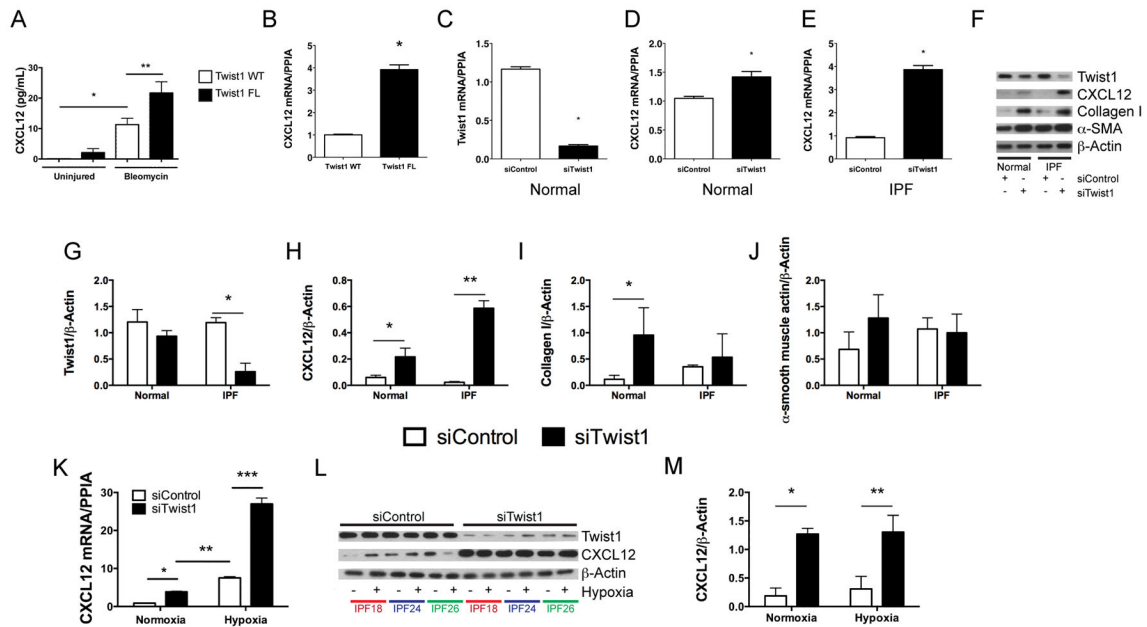 A
CXCL12 (pg/mL)
30
20
10
0
*
**
Uninjured
Bleomycin
Twist1 WT
Twist1 FL
B
CXCL12 mRNA/PPIA
5
4
3
2
1
0
*
Twist1 WT
Twist1 FL
C
Twist1 mRNA/PPIA
1.5
1.0
0.5
0.0
*
siControl
siTwist1
Normal
D
CXCL12 mRNA/PPIA
2.0
1.5
1.0
0.5
0.0
*
siControl
siTwist1
Normal
E
CXCL12 mRNA/PPIA
5
4
3
2
1
0
*
siControl
siTwist1
IPF
F
Twist1
CXCL12
Collagen I
α-SMA
β-Actin
Normal IPF
+ - + - siControl
- + - + siTwist1
G
Twist1/β-Actin
2.0
1.5
1.0
0.5
0.0
*
Normal
IPF
H
CXCL12/β-Actin
0.8
0.6
0.4
0.2
0.0
*
**
Normal
IPF
I
Collagen I/β-Actin
2.0
1.5
1.0
0.5
0.0
*
Normal
IPF
J
α-smooth muscle actin/β-Actin
2.0
1.5
1.0
0.5
0.0
Normal
IPF
siControl siTwist1
K
CXCL12 mRNA/PPIA
30
20
10
0
siControl
siTwist1
*
**
***
Normoxia
Hypoxia
L
siControl siTwist1
Twist1
CXCL12
β-Actin
- + - + - + - + - + - + Hypoxia
IPF18 IPF24 IPF26 IPF18 IPF24 IPF26
M
CXCL12/β-Actin
2.0
1.5
1.0
0.5
0.0
*
**
Normoxia
Hypoxia